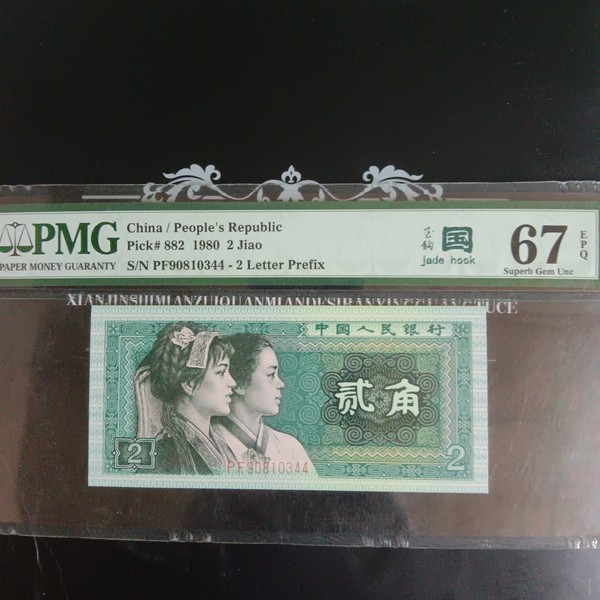 PMG
PAPER MONEY GUARANTY
China / People's Republic
Pick# 882 1980 2 Jiao
S/N PF90810344 - 2 Letter Prefix
玉钩
国
jade hook
67
EPQ
Superb Gem Unc
中国人民银行
贰角
2
PF90810344
2